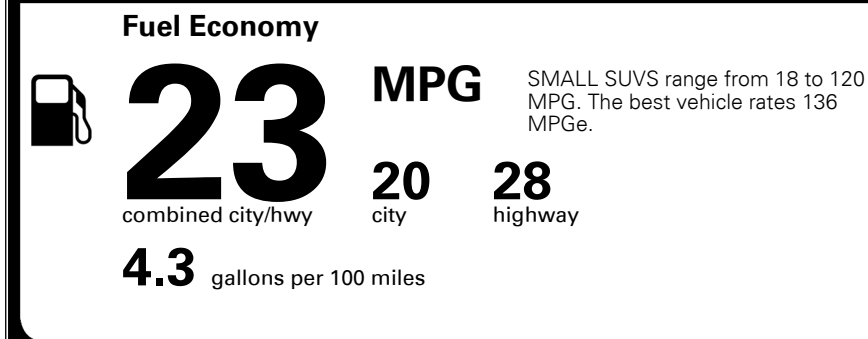 Fuel Economy
23 MPG
SMALL SUVS range from 18 to 120
MPG. The best vehicle rates 136
MPGe.
20 28
combined city/hwy city highway
4.3 gallons per 100 miles